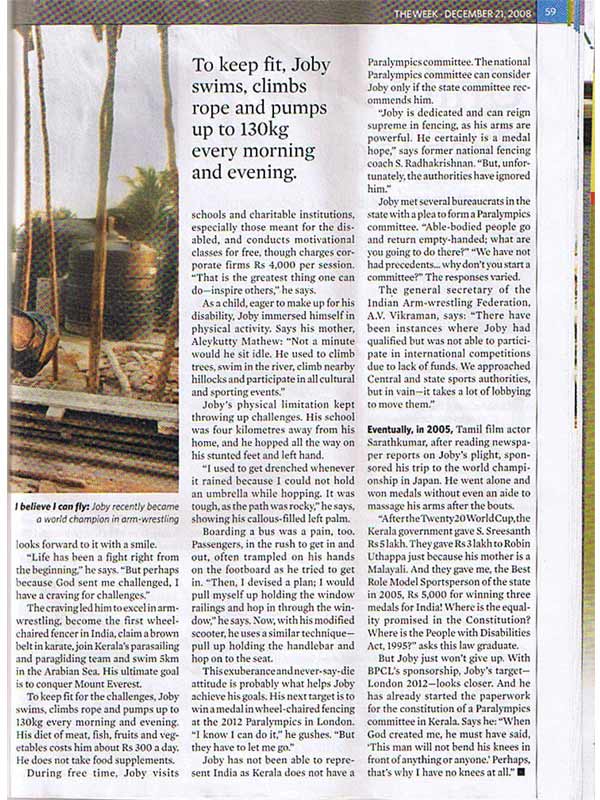 THE WEEK • DECEMBER 21, 2008 59
To keep fit, Joby
swims, climbs
rope and pumps
up to 130kg
every morning
and evening.
I believe I can fly: Joby recently became
a world champion in arm-wrestling
looks forward to it with a smile.
“Life has been a fight right from
the beginning,” he says. “But perhaps
because God sent me challenged, I
have a craving for challenges.”
The craving led him to excel in arm-
wrestling, become the first wheel-
chaired fencer in India, claim a brown
belt in karate, join Kerala’s parasailing
and paragliding team and swim 5km
in the Arabian Sea. His ultimate goal
is to conquer Mount Everest.
To keep fit for the challenges, Joby
swims, climbs rope and pumps up to
130kg every morning and evening.
His diet of meat, fish, fruits and veg-
etables costs him about Rs 300 a day.
He does not take food supplements.
During free time, Joby visits
schools and charitable institutions,
especially those meant for the dis-
abled, and conducts motivational
classes for free, though charges cor-
porate firms Rs 4,000 per session.
“That is the greatest thing one can
do—inspire others,” he says.
As a child, eager to make up for his
disability, Joby immersed himself in
physical activity. Says his mother,
Aleykutty Mathew: “Not a minute
would he sit idle. He used to climb
trees, swim in the river, climb nearby
hillocks and participate in all cultural
and sporting events.”
Joby’s physical limitation kept
throwing up challenges. His school
was four kilometres away from his
home, and he hopped all the way on
his stunted feet and left hand.
“I used to get drenched whenever
it rained because I could not hold
an umbrella while hopping. It was
tough, as the path was rocky,” he says,
showing his callous-filled left palm.
Boarding a bus was a pain, too.
Passengers, in the rush to get in and
out, often trampled on his hands
on the footboard as he tried to get
in. “Then, I devised a plan; I would
pull myself up holding the window
railings and hop in through the win-
dow,” he says. Now, with his modified
scooter, he uses a similar technique—
pull up holding the handlebar and
hop on to the seat.
This exuberance and never-say-die
attitude is probably what helps Joby
achieve his goals. His next target is to
win a medal in wheel-chaired fencing
at the 2012 Paralympics in London.
“I know I can do it,” he gushes. “But
they have to let me go.”
Joby has not been able to repre-
sent India as Kerala does not have a
Paralympics committee. The national
Paralympics committee can consider
Joby only if the state committee rec-
ommends him.
“Joby is dedicated and can reign
supreme in fencing, as his arms are
powerful. He certainly is a medal
hope,” says former national fencing
coach S. Radhakrishnan. “But, unfor-
tunately, the authorities have ignored
him.”
Joby met several bureaucrats in the
state with a plea to form a Paralympics
committee. “Able-bodied people go
and return empty-handed; what are
you going to do there?” “We have not
had precedents... why don’t you start a
committee?” The responses varied.
The general secretary of the
Indian Arm-wrestling Federation,
A.V. Vikraman, says: “There have
been instances where Joby had
qualified but was not able to partici-
pate in international competitions
due to lack of funds. We approached
Central and state sports authorities,
but in vain—it takes a lot of lobbying
to move them.”
Eventually, in 2005, Tamil film actor
Sarathkumar, after reading newspa-
per reports on Joby’s plight, spon-
sored his trip to the world champi-
onship in Japan. He went alone and
won medals without even an aide to
massage his arms after the bouts.
“After the Twenty20 World Cup, the
Kerala government gave S. Sreesanth
Rs 5 lakh. They gave Rs 3 lakh to Robin
Uthappa just because his mother is a
Malayali. And they gave me, the Best
Role Model Sportsperson of the state
in 2005, Rs 5,000 for winning three
medals for India! Where is the equal-
ity promised in the Constitution?
Where is the People with Disabilities
Act, 1995?” asks this law graduate.
But Joby just won’t give up. With
BPCL’s sponsorship, Joby’s target—
London 2012—looks closer. And he
has already started the paperwork
for the constitution of a Paralympics
committee in Kerala. Says he: “When
God created me, he must have said,
‘This man will not bend his knees in
front of anything or anyone.’ Perhaps,
that’s why I have no knees at all.” ■